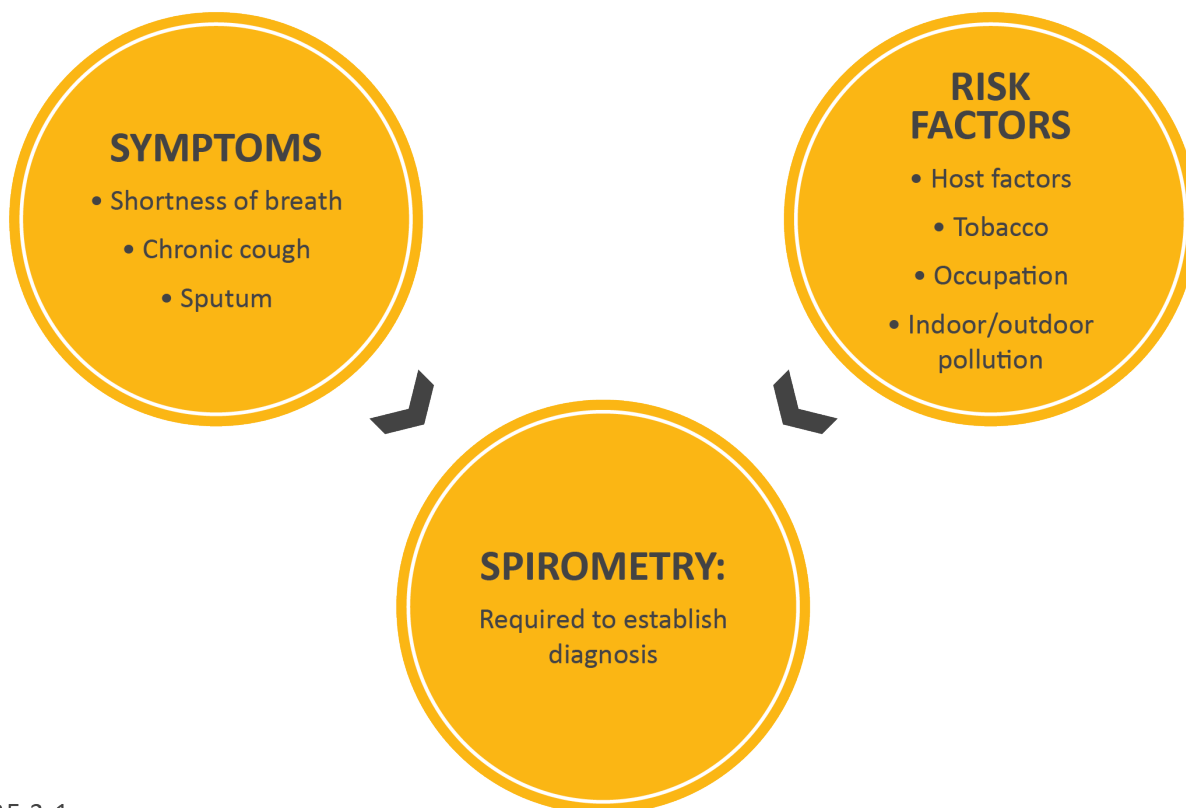 SYMPTOMS
• Shortness of breath
• Chronic cough
• Sputum
RISK
FACTORS
• Host factors
• Tobacco
• Occupation
• Indoor/outdoor
pollution
SPIROMETRY:
Required to establish
diagnosis